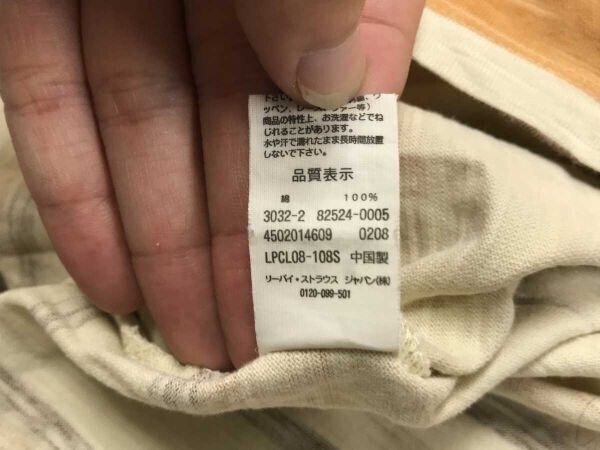 下さい。
ッペン、レース、ファー等)
商品の特性上、お洗濯などでね
じれることがあります。
水や汗で濡れたまま長時間放置
しないで下さい。
品質表示
綿 100%
3032-2 82524-0005
4502014609 0208
LPCL08-108S 中国製
リーバイ・ストラウス ジャパン(株)
0120-099-501